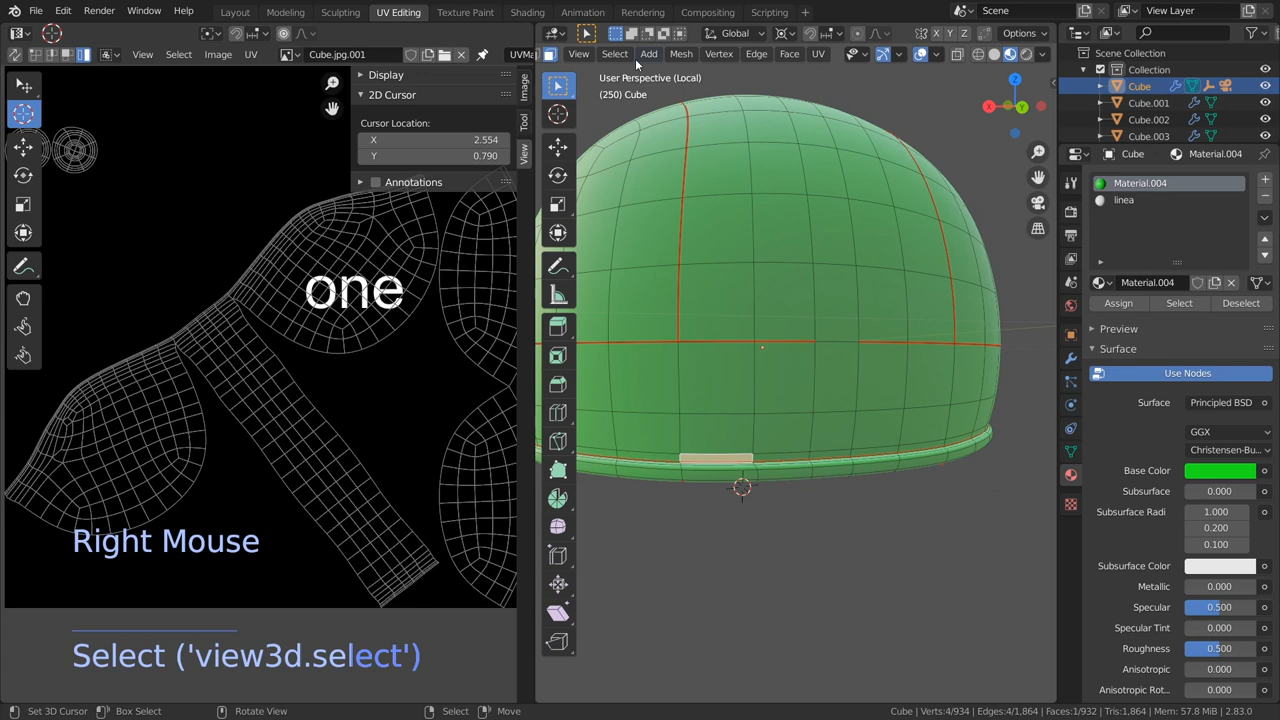 File Edit Render Window Help Layout Modeling Sculpting UV Editing Texture Paint Shading Animation Rendering Compositing Scripting + Scene View Layer
View Select Image UV Cube.jpg.001 UVMa
Global X Y Z Options
View Select Add Mesh Vertex Edge Face UV
Display
2D Cursor
Cursor Location:
X 2.554
Y 0.790
Annotations
Image
Tool
View
one
Right Mouse
Select ('view3d.select')
User Perspective (Local)
(250) Cube
X
Y
Z
Scene Collection
Collection
Cube
Cube.001
Cube.002
Cube.003
Cube Material.004
Material.004
linea
Material.004
Assign Select Deselect
Preview
Surface
Use Nodes
Surface Principled BSD
GGX
Christensen-Bu...
Base Color
Subsurface 0.000
Subsurface Radi 1.000
0.200
0.100
Subsurface Color
Metallic 0.000
Specular 0.500
Specular Tint 0.000
Roughness 0.500
Anisotropic 0.000
Anisotropic Rot... 0.000
Set 3D Cursor Box Select Rotate View Select Move Cube | Verts:4/934 | Edges:4/1,864 | Faces:1/932 | Tris:1,864 | Mem: 57.8 MiB | 2.83.0